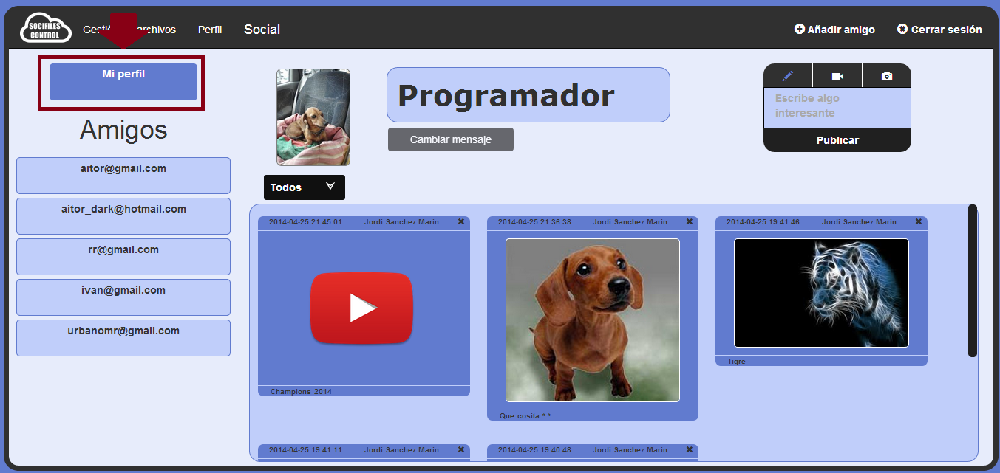 SOCIFILES
CONTROL
Perfil
Social
Añadir amigo
Cerrar sesión
Mi perfil
Amigos
aitor@gmail.com
aitor_dark@hotmail.com
rr@gmail.com
ivan@gmail.com
urbanomr@gmail.com
Programador
Cambiar mensaje
Escribe algo
interesante
Publicar
Todos
2014-04-25 21:45:01 Jordi Sanchez Marin
Champions 2014
2014-04-25 21:36:38 Jordi Sanchez Marin
Que cosita *.*
2014-04-25 19:41:46 Jordi Sanchez Marin
Tigre
2014-04-25 19:41:11 Jordi Sanchez Marin
2014-04-25 19:40:48 Jordi Sanchez Marin